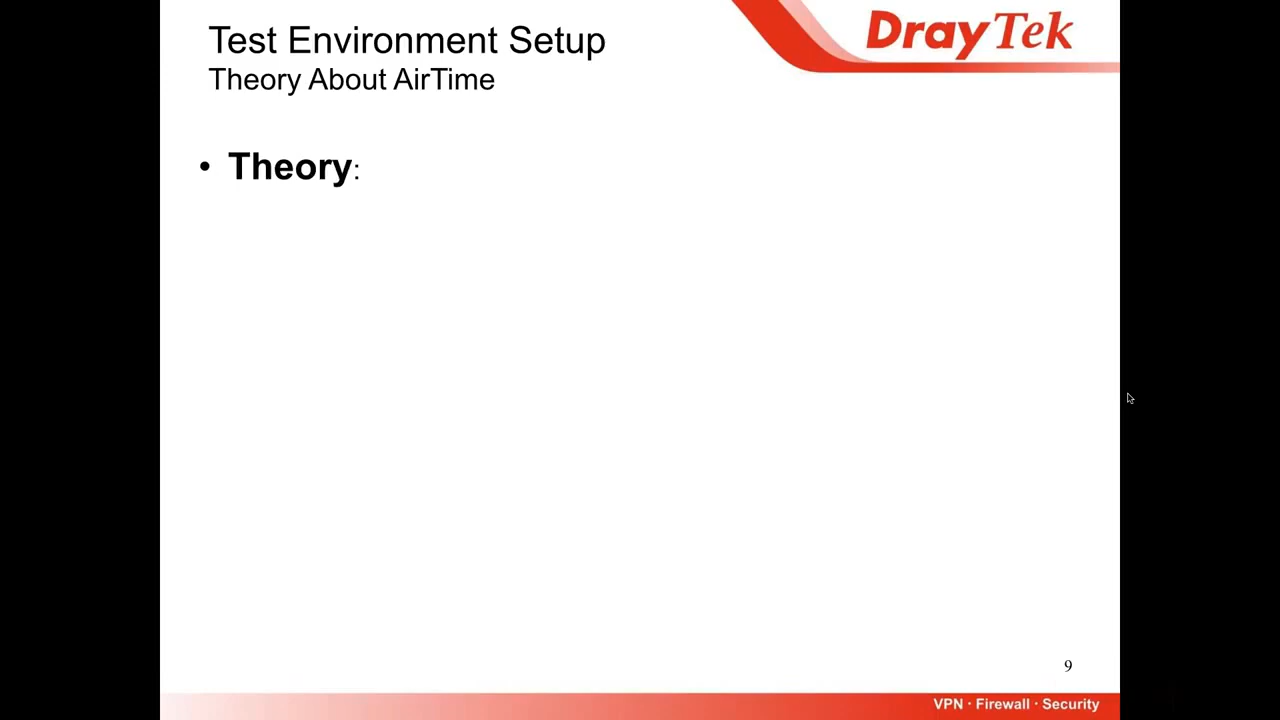 Test Environment Setup
DrayTek
Theory About AirTime
• Theory:
9
VPN · Firewall · Security